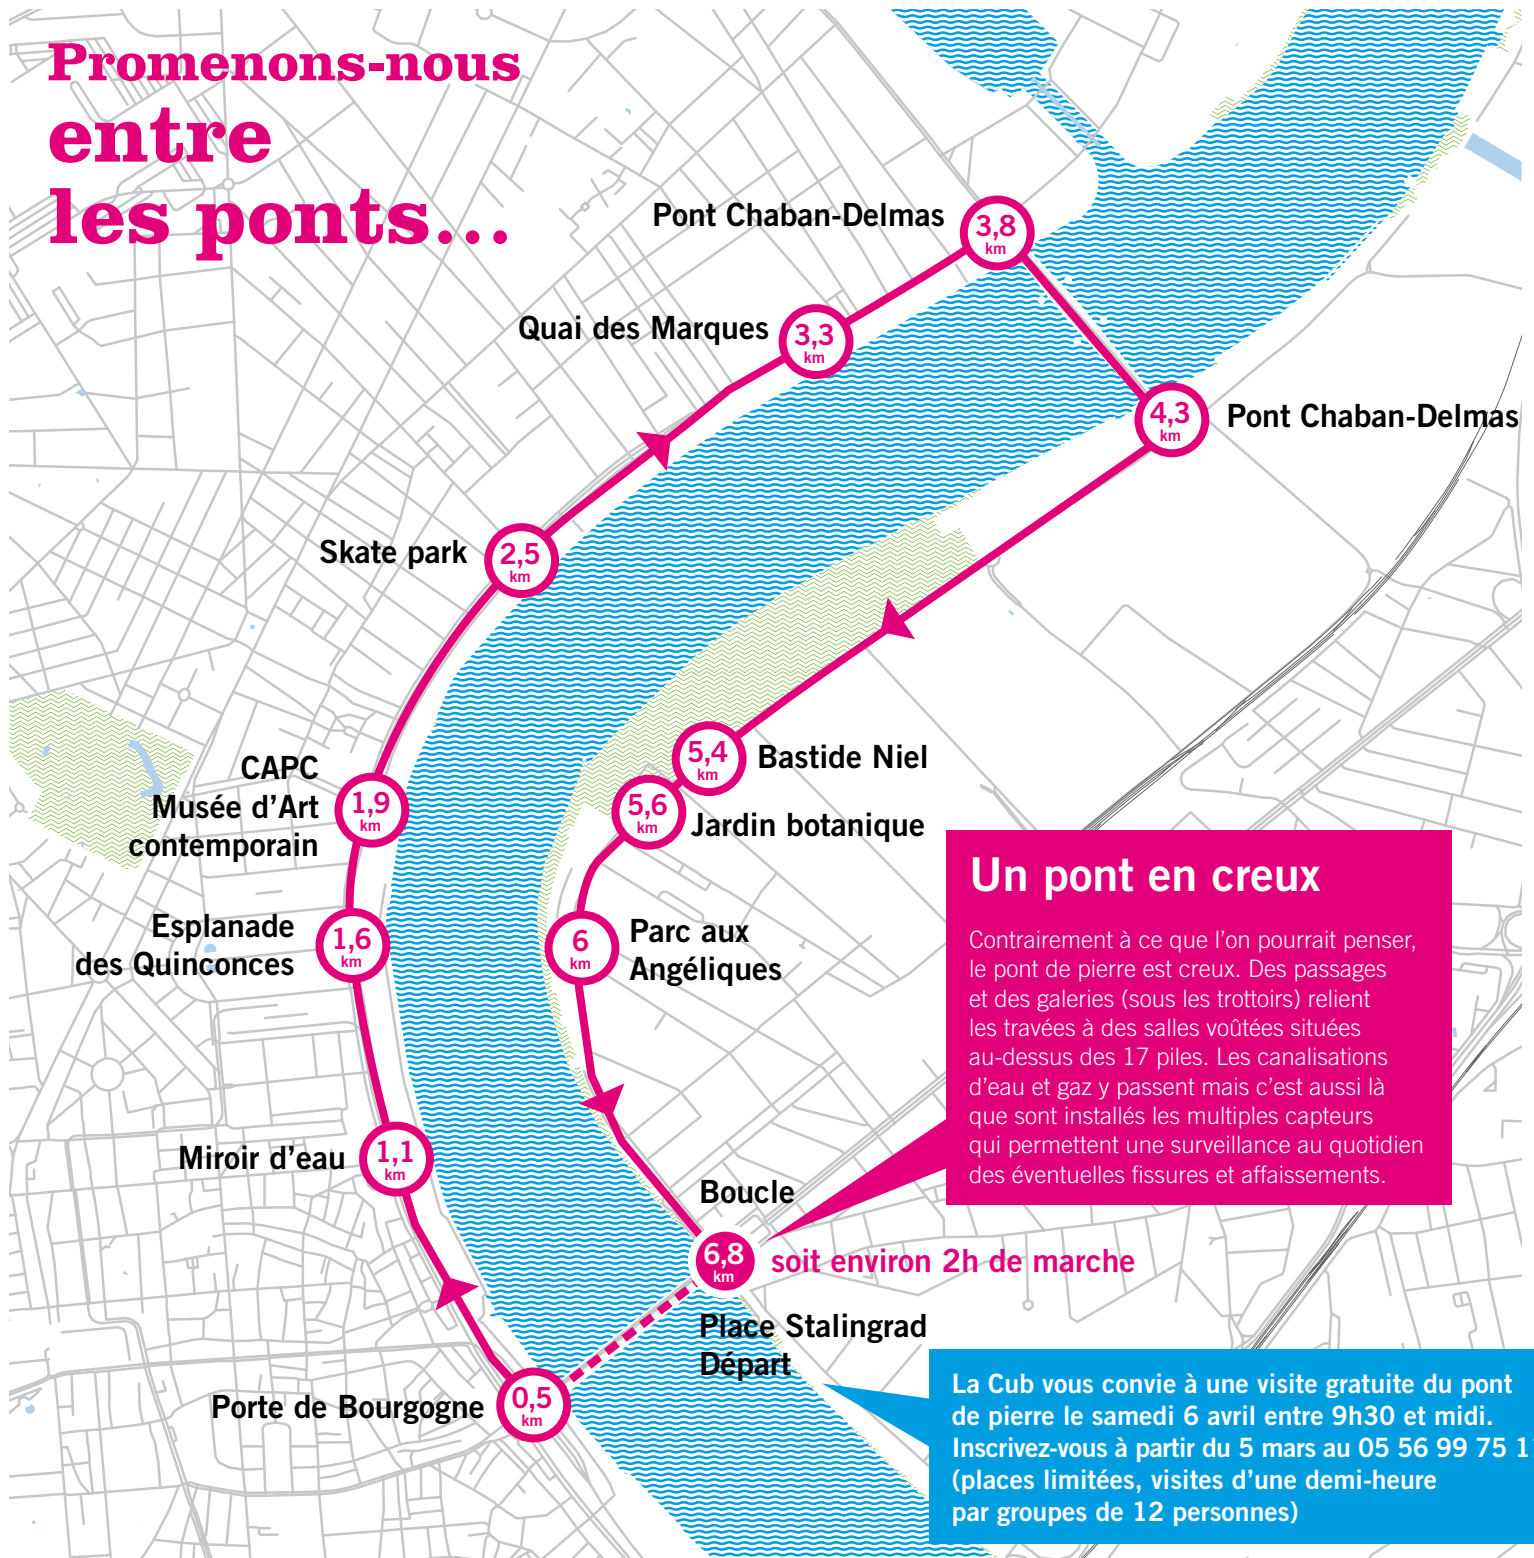 Promenons-nous
entre
les ponts...
Pont Chaban-Delmas
3,8
km
Quai des Marques
3,3
km
4,3
km
Pont Chaban-Delmas
Skate park
2,5
km
5,4
km
Bastide Niel
CAPC
Musée d’Art
contemporain
1,9
km
5,6
km
Jardin botanique
Esplanade
des Quinconces
1,6
km
6
km
Parc aux
Angéliques
Un pont en creux
Contrairement à ce que l’on pourrait penser,
le pont de pierre est creux. Des passages
et des galeries (sous les trottoirs) relient
les travées à des salles voûtées situées
au-dessus des 17 piles. Les canalisations
d’eau et gaz y passent mais c’est aussi là
que sont installés les multiples capteurs
qui permettent une surveillance au quotidien
des éventuelles fissures et affaissements.
Miroir d’eau
1,1
km
Boucle
6,8
km
soit environ 2h de marche
Place Stalingrad
Départ
Porte de Bourgogne
0,5
km
La Cub vous convie à une visite gratuite du pont
de pierre le samedi 6 avril entre 9h30 et midi.
Inscrivez-vous à partir du 5 mars au 05 56 99 75
(places limitées, visites d’une demi-heure
par groupes de 12 personnes)